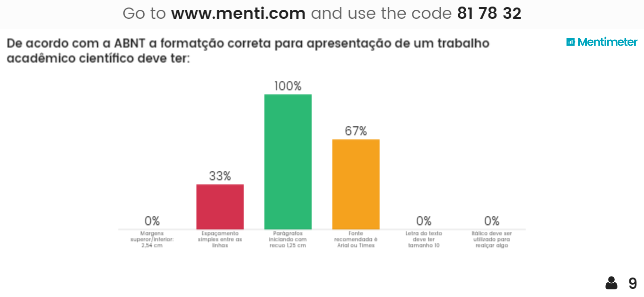 Go to www.menti.com and use the code 81 78 32
De acordo com a ABNT a formatção correta para apresentação de um trabalho
acadêmico científico deve ter:
Mentimeter
100%
67%
33%
0%
0%
0%
Margens
superior/inferior:
2,54 cm
Espaçamento
simples entre as
linhas
Parágrafos
iniciando com
recuo 1,25 cm
Fonte
recomendada é
Arial ou Times
Letra do texto
deve ter
tamanho 10
Itálico deve ser
utilizado para
realçar algo
9